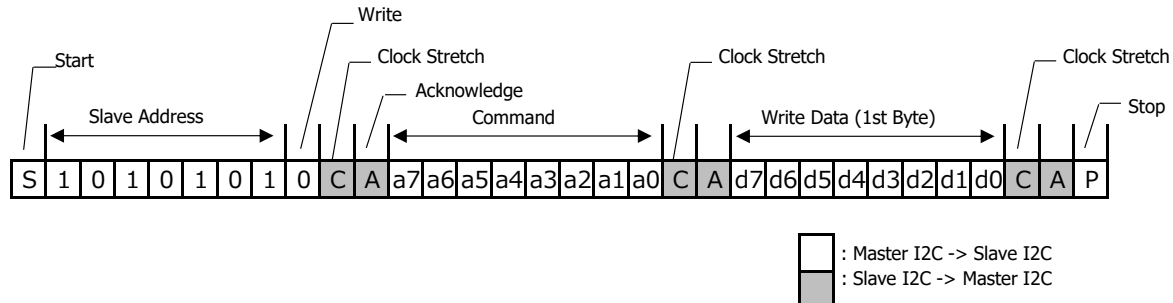 Write
Start
Clock Stretch
Clock Stretch
Clock Stretch
Acknowledge
Stop
Slave Address
Command
Write Data (1st Byte)
S 1 0 1 0 1 0 1 0 C A a7 a6 a5 a4 a3 a2 a1 a0 C A d7 d6 d5 d4 d3 d2 d1 d0 C A P
: Master I2C -> Slave I2C
: Slave I2C -> Master I2C